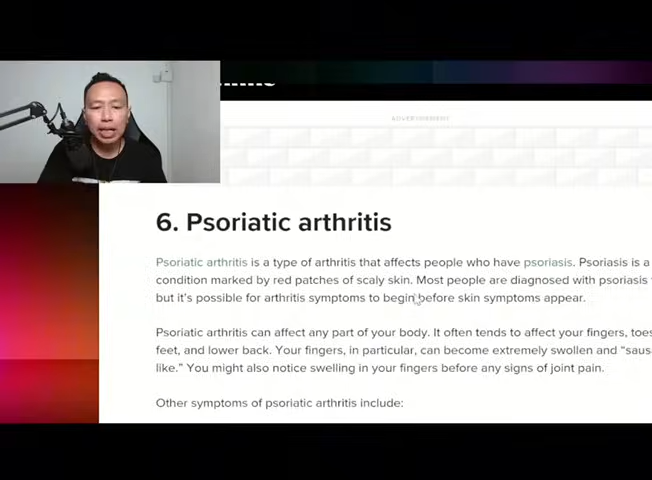 ADVERTISEMENT
6. Psoriatic arthritis
Psoriatic arthritis is a type of arthritis that affects people who have psoriasis. Psoriasis is a
condition marked by red patches of scaly skin. Most people are diagnosed with psoriasis
but it's possible for arthritis symptoms to begin before skin symptoms appear.
Psoriatic arthritis can affect any part of your body. It often tends to affect your fingers, toes
feet, and lower back. Your fingers, in particular, can become extremely swollen and “saus
like.” You might also notice swelling in your fingers before any signs of joint pain.
Other symptoms of psoriatic arthritis include: